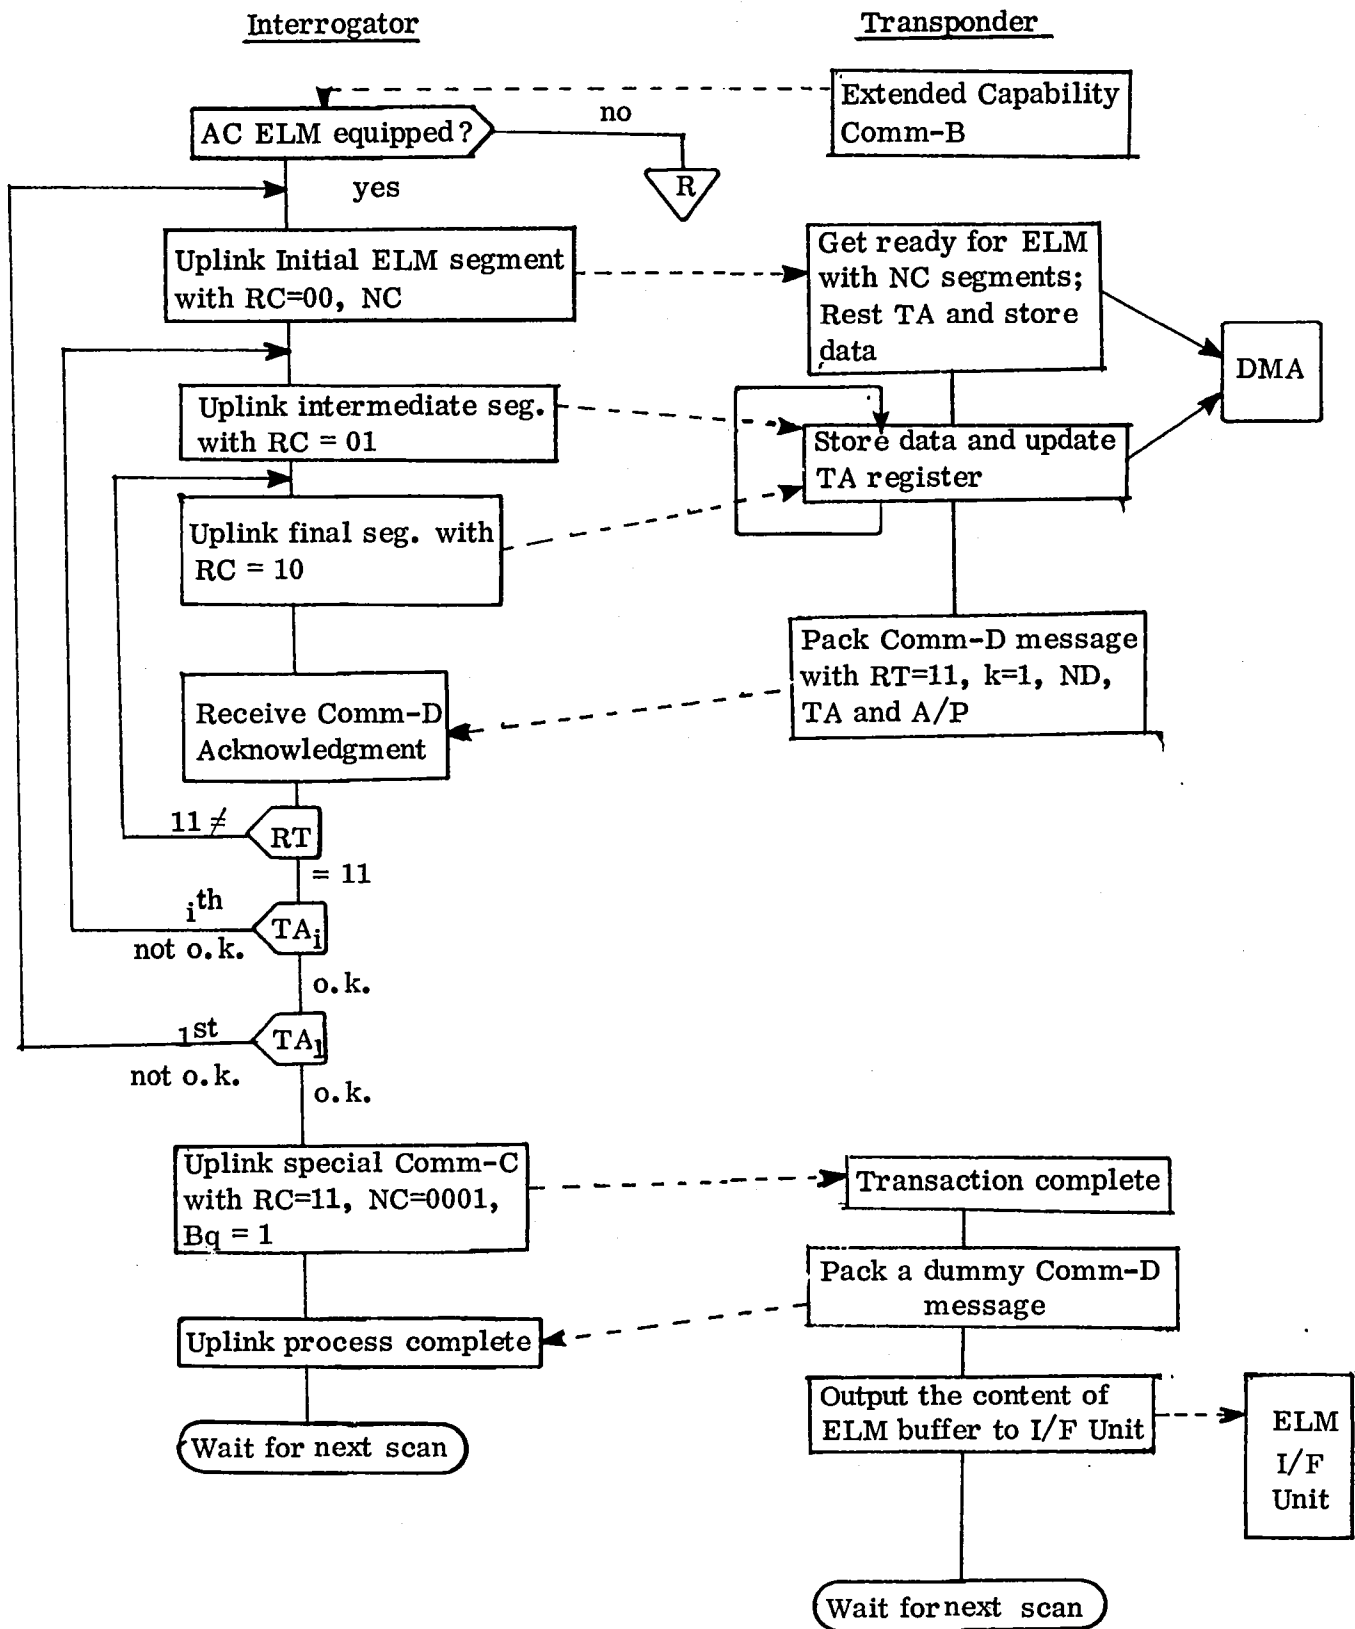 Interrogator
Transponder
Extended Capability
Comm-B
AC ELM equipped?
no
R
yes
Uplink Initial ELM segment
with RC=00, NC
Get ready for ELM
with NC segments;
Rest TA and store
data
DMA
Uplink intermediate seg.
with RC = 01
Store data and update
TA register
Uplink final seg. with
RC = 10
Pack Comm-D message
with RT=11, k=1, ND,
TA and A/P
Receive Comm-D
Acknowledgment
11 ≠
RT
= 11
ith
not o.k.
TAi
o.k.
1st
not o.k.
TA1
o.k.
Uplink special Comm-C
with RC=11, NC=0001,
Bq = 1
Transaction complete
Pack a dummy Comm-D
message
Uplink process complete
Output the content of
ELM buffer to I/F Unit
ELM
I/F
Unit
Wait for next scan
Wait for next scan